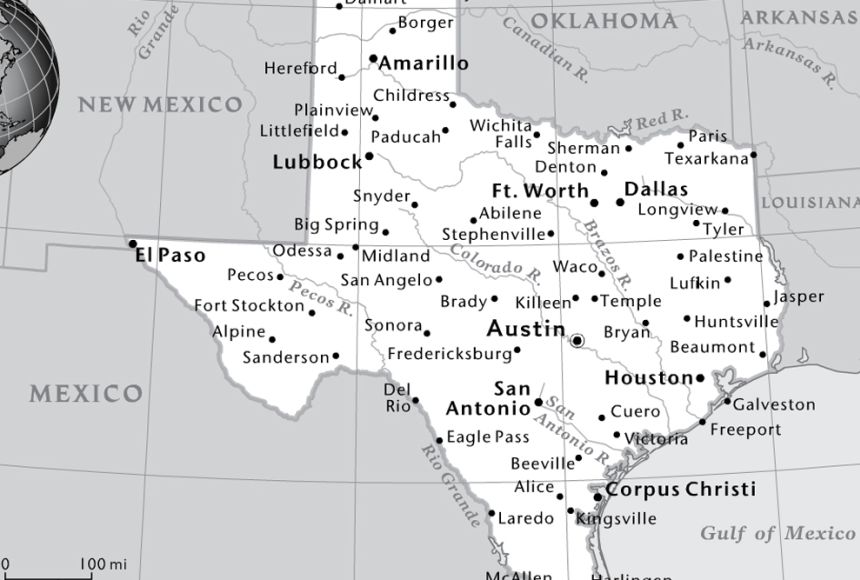 Dalhart
Rio
Grande
Borger
OKLAHOMA
ARKANSAS
Canadian R.
Arkansas R.
Hereford
Amarillo
NEW MEXICO
Childress
Plainview
Littlefield
Paducah
Wichita
Falls
Red R.
Sherman
Paris
Texarkana
Lubbock
Denton
Snyder
Ft. Worth
Dallas
LOUISIANA
Longview
Abilene
Tyler
Big Spring
Stephenville
Brazos R.
El Paso
Odessa
Midland
Colorado R.
Palestine
Waco
Pecos
San Angelo
Lufkin
Pecos R.
Fort Stockton
Brady
Killeen
Temple
Jasper
Alpine
Sonora
Austin
Bryan
Huntsville
Sanderson
Fredericksburg
Beaumont
MEXICO
Houston
Del
Rio
San
Antonio
San
Antonio R.
Cuero
Galveston
Freeport
Eagle Pass
Victoria
Beeville
Rio Grande
Alice
Corpus Christi
Laredo
Kingsville
Gulf of Mexico
0
100 mi
McAllen
Harlingen